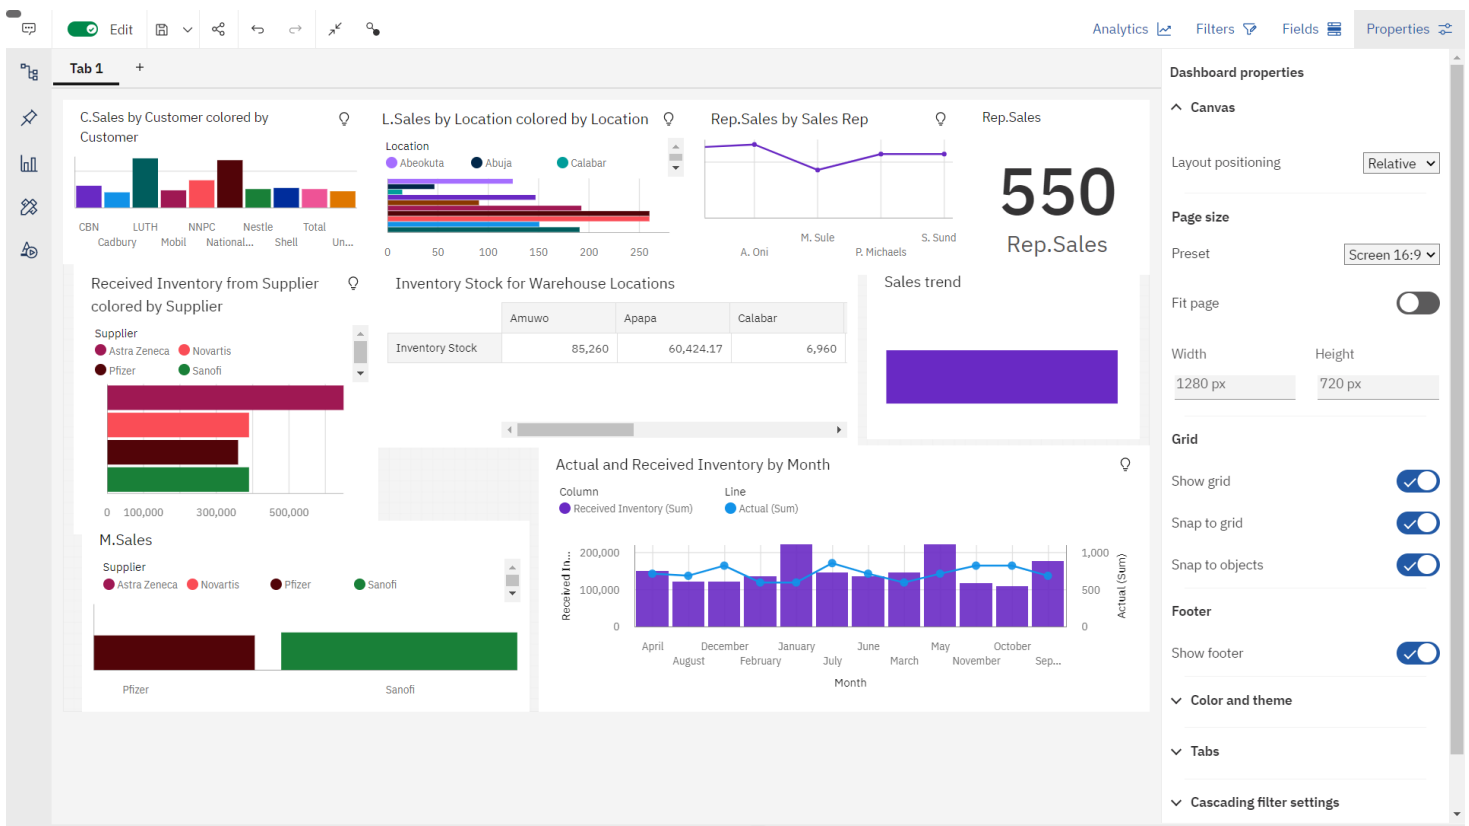 Edit
Analytics
Filters
Fields
Properties
Tab 1
+
C.Sales by Customer colored by
Customer
CBN
LUTH
NNPC
Nestle
Total
Cadbury
Mobil
National...
Shell
Un...
L.Sales by Location colored by Location
Location
Abeokuta
Abuja
Calabar
0
50
100
150
200
250
Rep.Sales by Sales Rep
M. Sule
S. Sund
A. Oni
P. Michaels
Rep.Sales
550
Rep.Sales
Received Inventory from Supplier
colored by Supplier
Supplier
Astra Zeneca
Novartis
Pfizer
Sanofi
0
100,000
300,000
500,000
Inventory Stock for Warehouse Locations
Amuwo
Apapa
Calabar
Inventory Stock
85,260
60,424.17
6,960
Sales trend
M.Sales
Supplier
Astra Zeneca
Novartis
Pfizer
Sanofi
Pfizer
Sanofi
Actual and Received Inventory by Month
Column
Line
Received Inventory (Sum)
Actual (Sum)
Received In...
200,000
100,000
0
1,000
500
0
Actual (Sum)
April
December
January
June
May
October
August
February
July
March
November
Sep...
Month
Dashboard properties
Canvas
Layout positioning
Relative
Page size
Preset
Screen 16:9
Fit page
Width
Height
1280 px
720 px
Grid
Show grid
Snap to grid
Snap to objects
Footer
Show footer
Color and theme
Tabs
Cascading filter settings